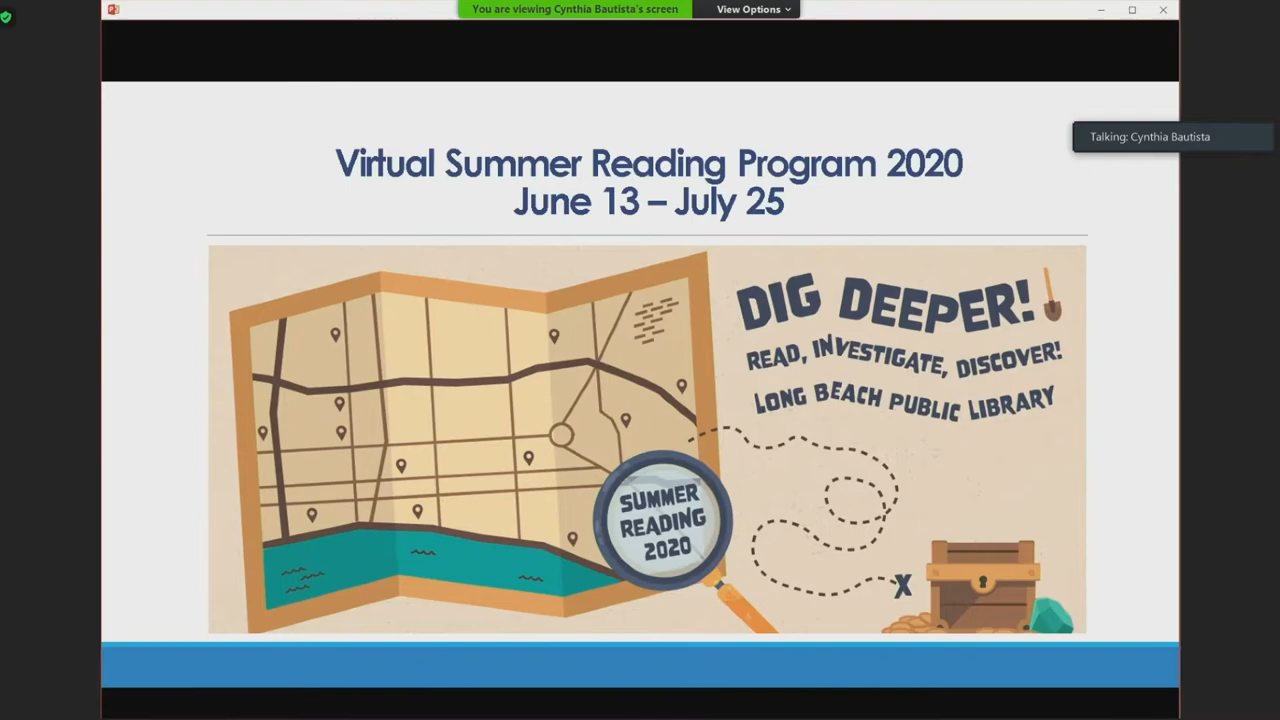 You are viewing Cynthia Bautista's screen
View Options
Talking: Cynthia Bautista
Virtual Summer Reading Program 2020
June 13 – July 25
DIG DEEPER!
READ, INVESTIGATE, DISCOVER!
LONG BEACH PUBLIC LIBRARY
SUMMER
READING
2020
X